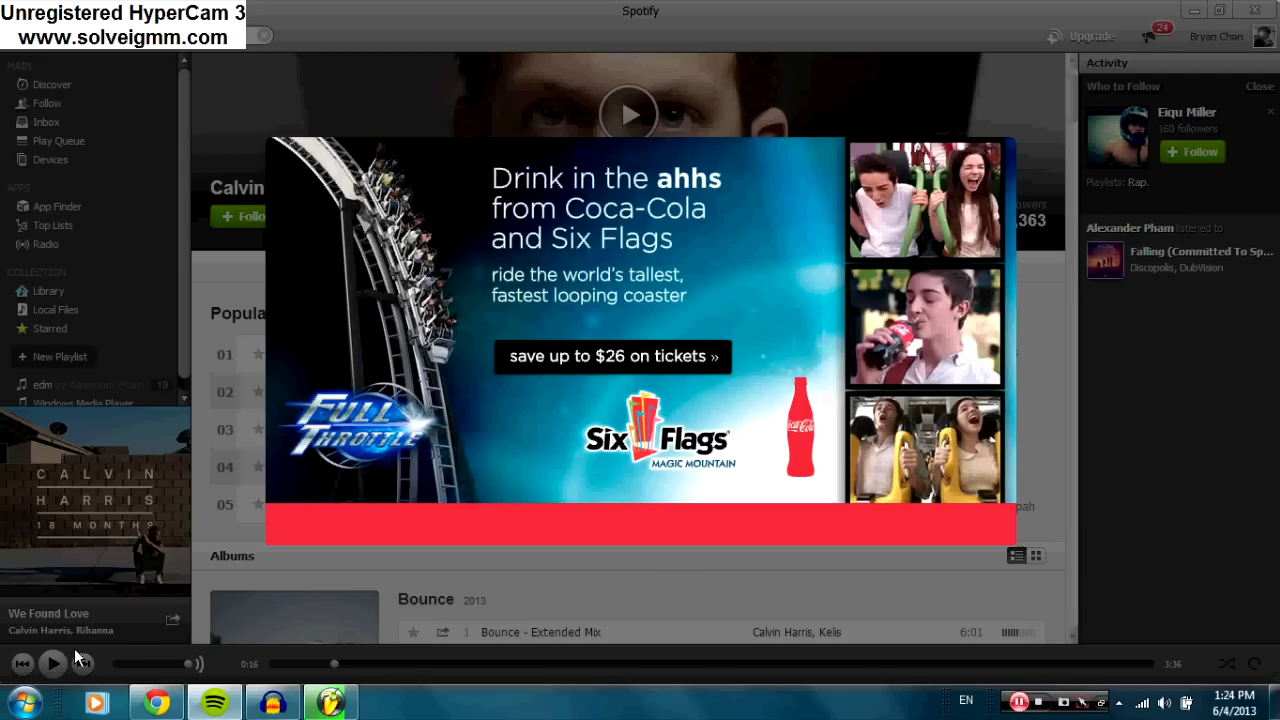 Unregistered HyperCam 3
www.solveigmm.com
Spotify
Upgrade
24
Bryan Chan
MAIN
Discover
Follow
Inbox
Play Queue
Devices
APPS
App Finder
Top Lists
Radio
COLLECTION
Library
Local Files
Starred
New Playlist
edm by Alexander Pham 19
Windows Media Player
CALVIN
HARRIS
18 MONTHS
We Found Love
Calvin Harris, Rihanna
Calvin
Follo
Popula
01
02
03
04
05
Drink in the ahhs
from Coca-Cola
and Six Flags
ride the world's tallest,
fastest looping coaster
save up to $26 on tickets »
FULL
THROTTLE
Six Flags
MAGIC MOUNTAIN
Coca-Cola
owers
,363
pah
Albums
Bounce 2013
1 Bounce - Extended Mix Calvin Harris, Kelis 6:01
Activity
Who to Follow Close
Eiqu Miller
160 followers
Follow
Playlists: Rap.
Alexander Pham listened to
Falling (Committed To Sp...
Discopolis, DubVision
0:16
3:36
EN
1:24 PM
6/4/2013